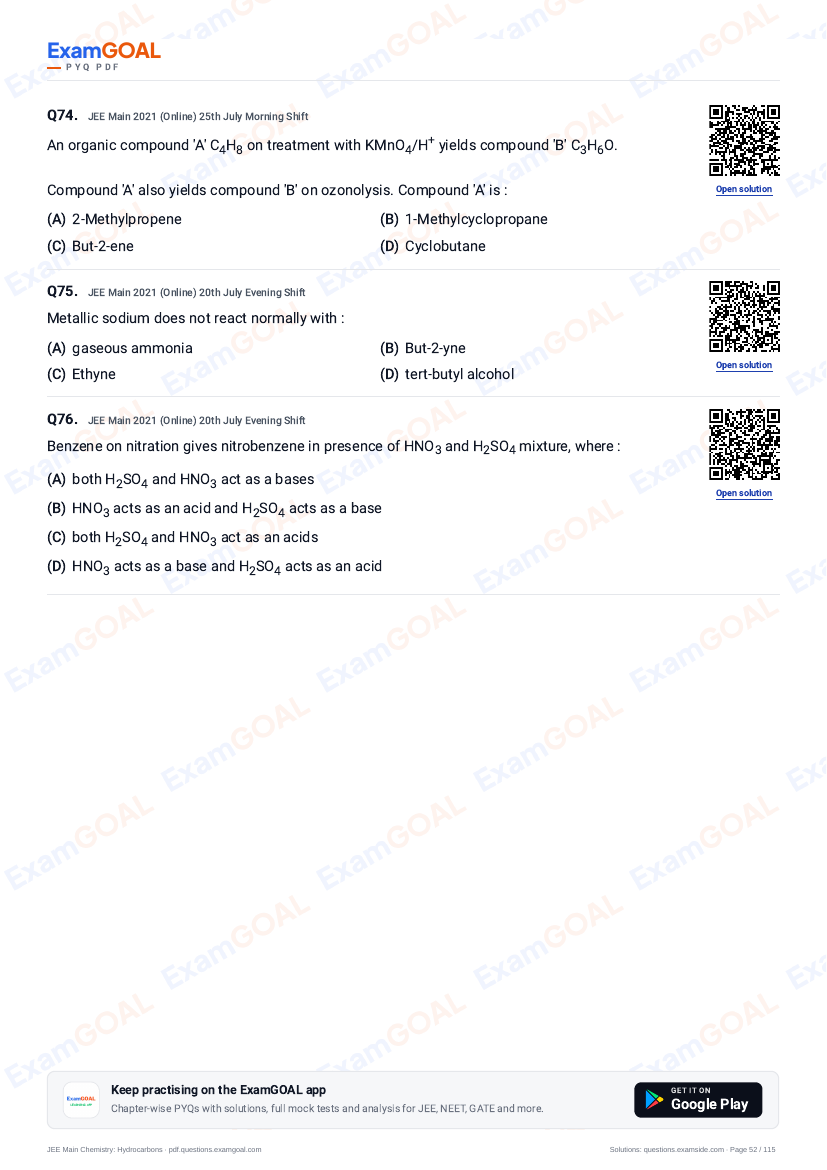 ExamGOAL
PYQ PDF
Q74. JEE Main 2021 (Online) 25th July Morning Shift
An organic compound 'A' C₄H₈ on treatment with KMnO₄/H⁺ yields compound 'B' C₃H₆O.
Compound 'A' also yields compound 'B' on ozonolysis. Compound 'A' is :
(A) 2-Methylpropene (B) 1-Methylcyclopropane
(C) But-2-ene (D) Cyclobutane
Open solution
Q75. JEE Main 2021 (Online) 20th July Evening Shift
Metallic sodium does not react normally with :
(A) gaseous ammonia (B) But-2-yne
(C) Ethyne (D) tert-butyl alcohol
Open solution
Q76. JEE Main 2021 (Online) 20th July Evening Shift
Benzene on nitration gives nitrobenzene in presence of HNO₃ and H₂SO₄ mixture, where :
(A) both H₂SO₄ and HNO₃ act as a bases
(B) HNO₃ acts as an acid and H₂SO₄ acts as a base
(C) both H₂SO₄ and HNO₃ act as an acids
(D) HNO₃ acts as a base and H₂SO₄ acts as an acid
Open solution
Keep practising on the ExamGOAL app
Chapter-wise PYQs with solutions, full mock tests and analysis for JEE, NEET, GATE and more.
ExamGOAL
GET IT ON
Google Play
JEE Main Chemistry: Hydrocarbons · pdf.questions.examgoal.com Solutions: questions.examside.com · Page 52 / 115